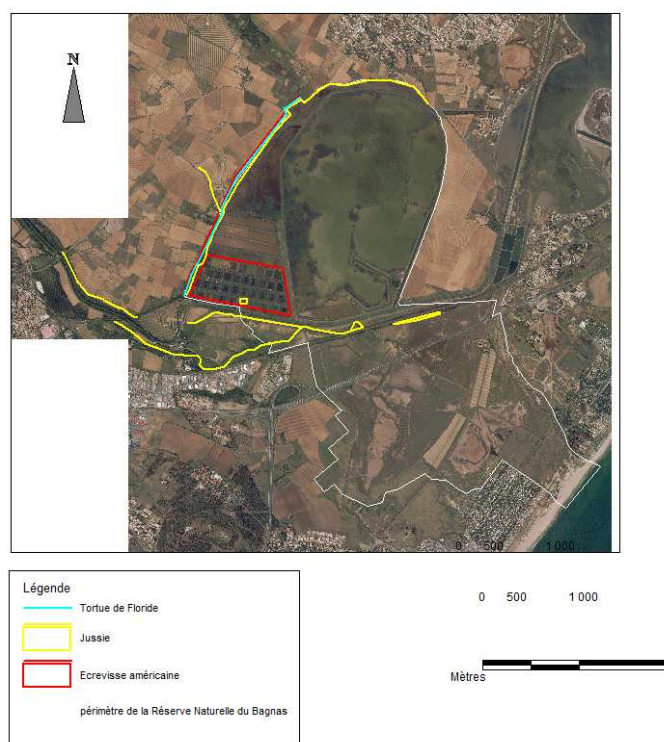 N
0 500 1 000
Légende
Tortue de Floride
Jussie
Ecrevisse américaine
périmètre de la Réserve Naturelle du Bagnas
0 500 1 000
Mètres